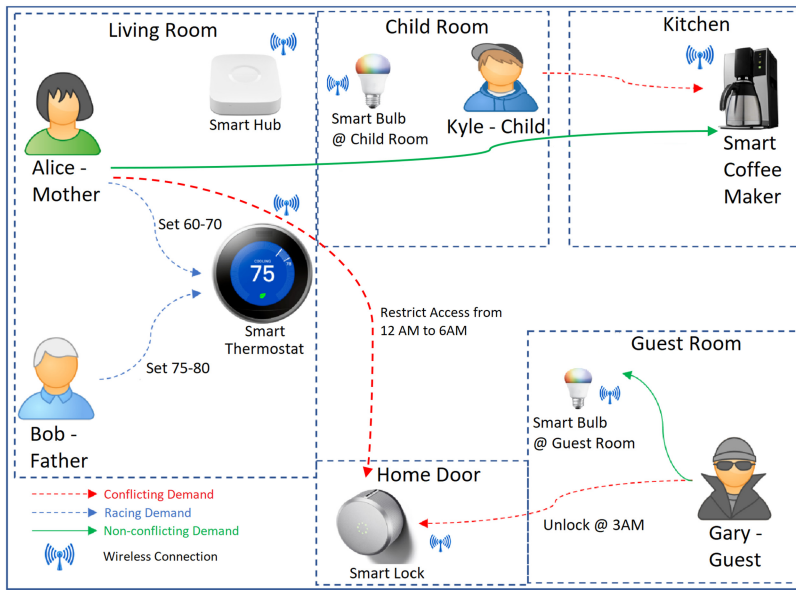 Living Room
Child Room
Kitchen
Smart Hub
Smart Bulb
@ Child Room
Kyle - Child
Smart
Coffee
Maker
Alice -
Mother
Set 60-70
COOLING
75
Smart
Thermostat
Restrict Access from
12 AM to 6AM
Set 75-80
Bob -
Father
Guest Room
Smart Bulb
@ Guest Room
Home Door
Unlock @ 3AM
Gary -
Guest
Smart Lock
Conflicting Demand
Racing Demand
Non-conflicting Demand
Wireless Connection